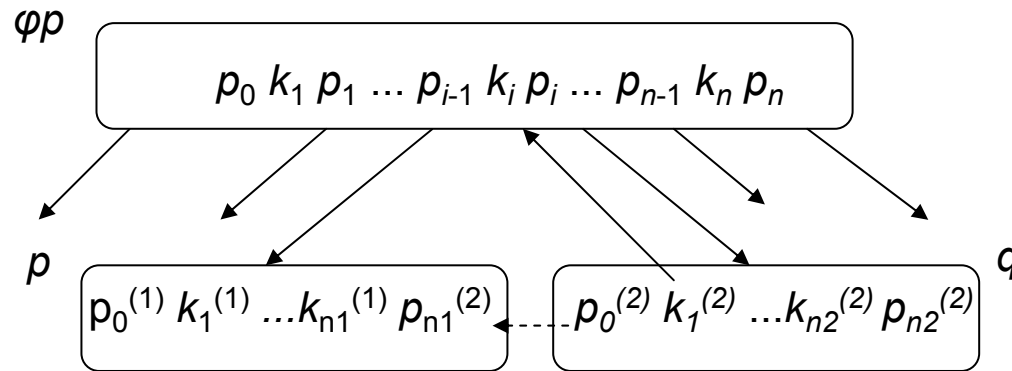 φp
p₀ k₁ p₁ ... pᵢ₋₁ kᵢ pᵢ ... pₙ₋₁ kₙ pₙ
p
q
p₀⁽¹⁾ k₁⁽¹⁾ ...kₙ₁⁽¹⁾ pₙ₁⁽²⁾
p₀⁽²⁾ k₁⁽²⁾ ...kₙ₂⁽²⁾ pₙ₂⁽²⁾